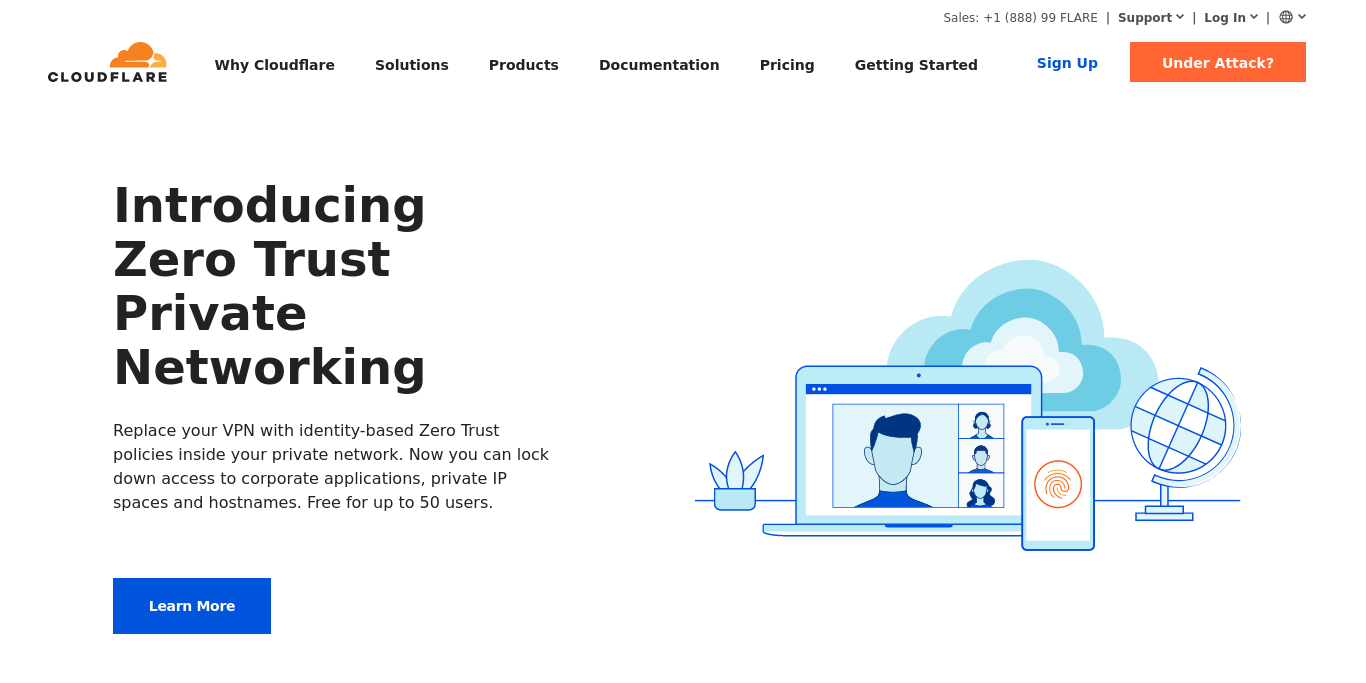 Sales: +1 (888) 99 FLARE | Support | Log In |
CLOUDFLARE
Why Cloudflare Solutions Products Documentation Pricing Getting Started Sign Up Under Attack?
Introducing
Zero Trust
Private
Networking
Replace your VPN with identity-based Zero Trust
policies inside your private network. Now you can lock
down access to corporate applications, private IP
spaces and hostnames. Free for up to 50 users.
Learn More